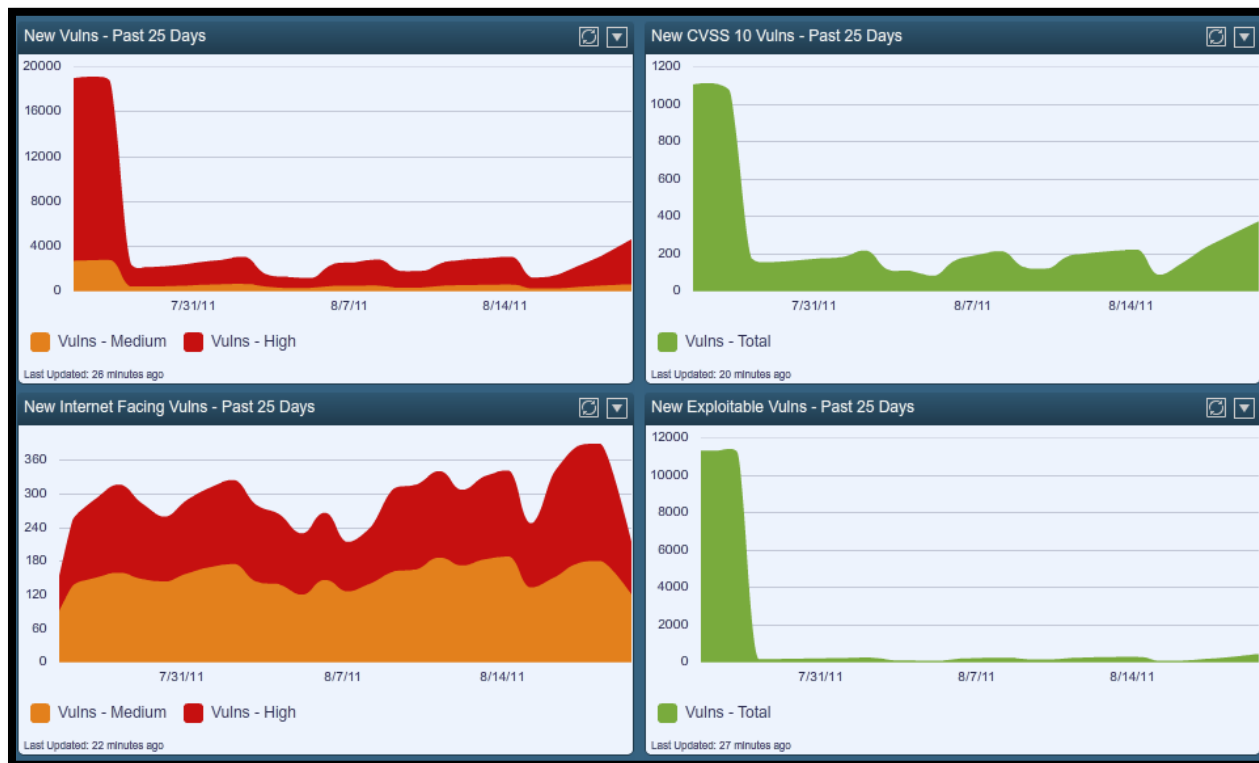 New Vulns - Past 25 Days
20000
16000
12000
8000
4000
0
7/31/11 8/7/11 8/14/11
Vulns - Medium Vulns - High
Last Updated: 26 minutes ago
New CVSS 10 Vulns - Past 25 Days
1200
1000
800
600
400
200
0
7/31/11 8/7/11 8/14/11
Vulns - Total
Last Updated: 20 minutes ago
New Internet Facing Vulns - Past 25 Days
360
300
240
180
120
60
0
7/31/11 8/7/11 8/14/11
Vulns - Medium Vulns - High
Last Updated: 22 minutes ago
New Exploitable Vulns - Past 25 Days
12000
10000
8000
6000
4000
2000
0
7/31/11 8/7/11 8/14/11
Vulns - Total
Last Updated: 27 minutes ago